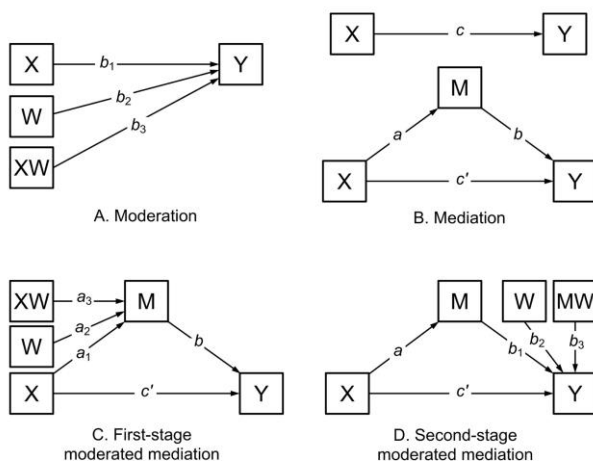 X
b₁
Y
W
b₂
b₃
XW
A. Moderation
X
c
Y
M
a
b
X
c'
Y
B. Mediation
XW
a₃
M
W
a₂
a₁
b
X
c'
Y
C. First-stage
moderated mediation
M
W
MW
a
b₁
b₂
b₃
X
c'
Y
D. Second-stage
moderated mediation